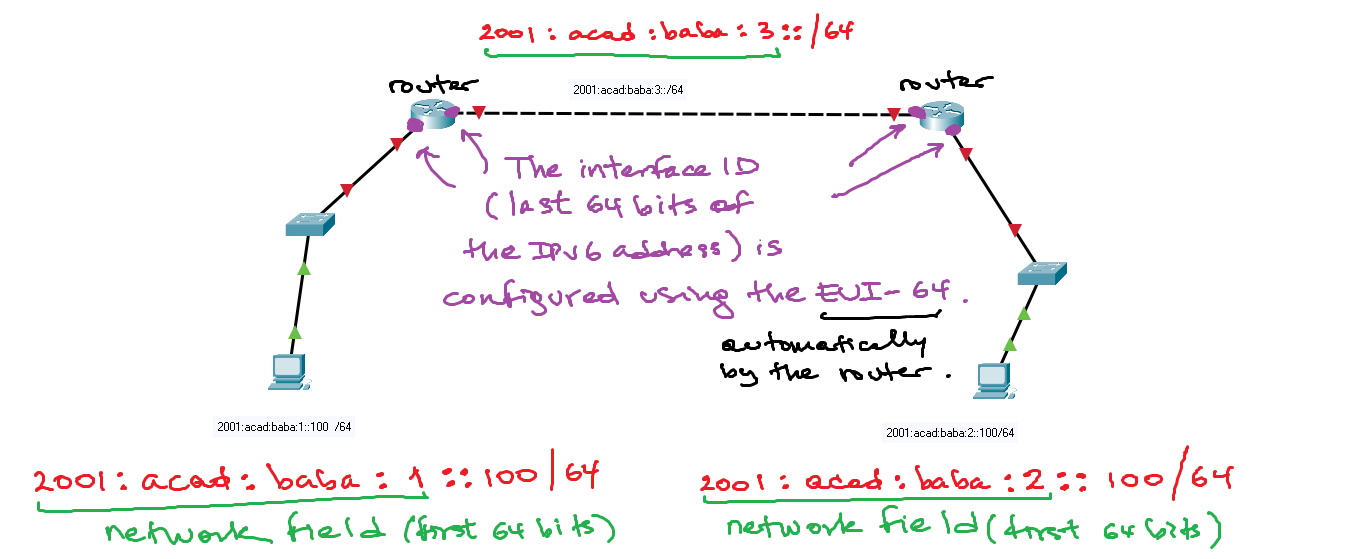 2001:acad:baba:3::/64
router
router
2001:acad:baba:3::/64
The interface ID
(last 64 bits of
the IPv6 address) is
configured using the EUI-64.
automatically
by the router.
2001:acad:baba:1::100 /64
2001:acad:baba:2::100/64
2001:acad:baba:1::100/64
2001:acad:baba:2::100/64
network field (first 64 bits)
network field (first 64 bits)